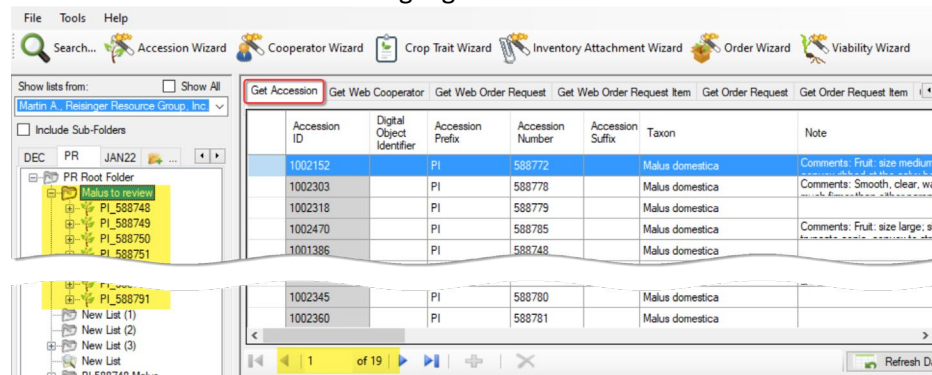 File Tools Help
Search... Accession Wizard Cooperator Wizard Crop Trait Wizard Inventory Attachment Wizard Order Wizard Viability Wizard
Show lists from: Show All
Martin A., Reisinger Resource Group, Inc.
Include Sub-Folders
DEC PR JAN22 ...
PR Root Folder
Malus to review
PI_588748
PI_588749
PI_588750
PI_588751
PI_588791
New List (1)
New List (2)
New List (3)
New List
PI 588748 Malus
Get Accession Get Web Cooperator Get Web Order Request Get Web Order Request Item Get Order Request Get Order Request Item
Accession ID Digital Object Identifier Accession Prefix Accession Number Accession Suffix Taxon Note
1002152 PI 588772 Malus domestica Comments: Fruit: size medium
1002303 PI 588778 Malus domestica Comments: Smooth, clear, wa
1002318 PI 588779 Malus domestica
1002470 PI 588785 Malus domestica Comments: Fruit: size large; s
1001386 PI 588748 Malus domestica
1002345 PI 588780 Malus domestica
1002360 PI 588781 Malus domestica
1 of 19 Refresh Da